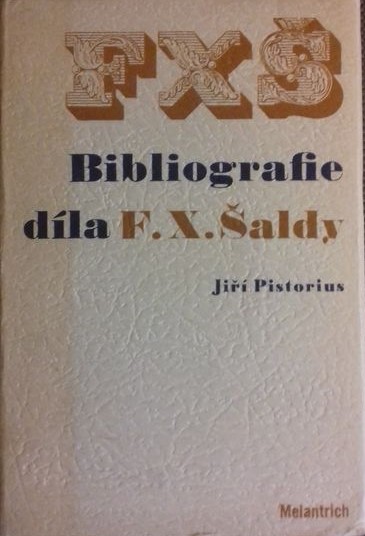 FXŠ
Bibliografie
díla F. X. Šaldy
Jiří Pistorius
Melantrich